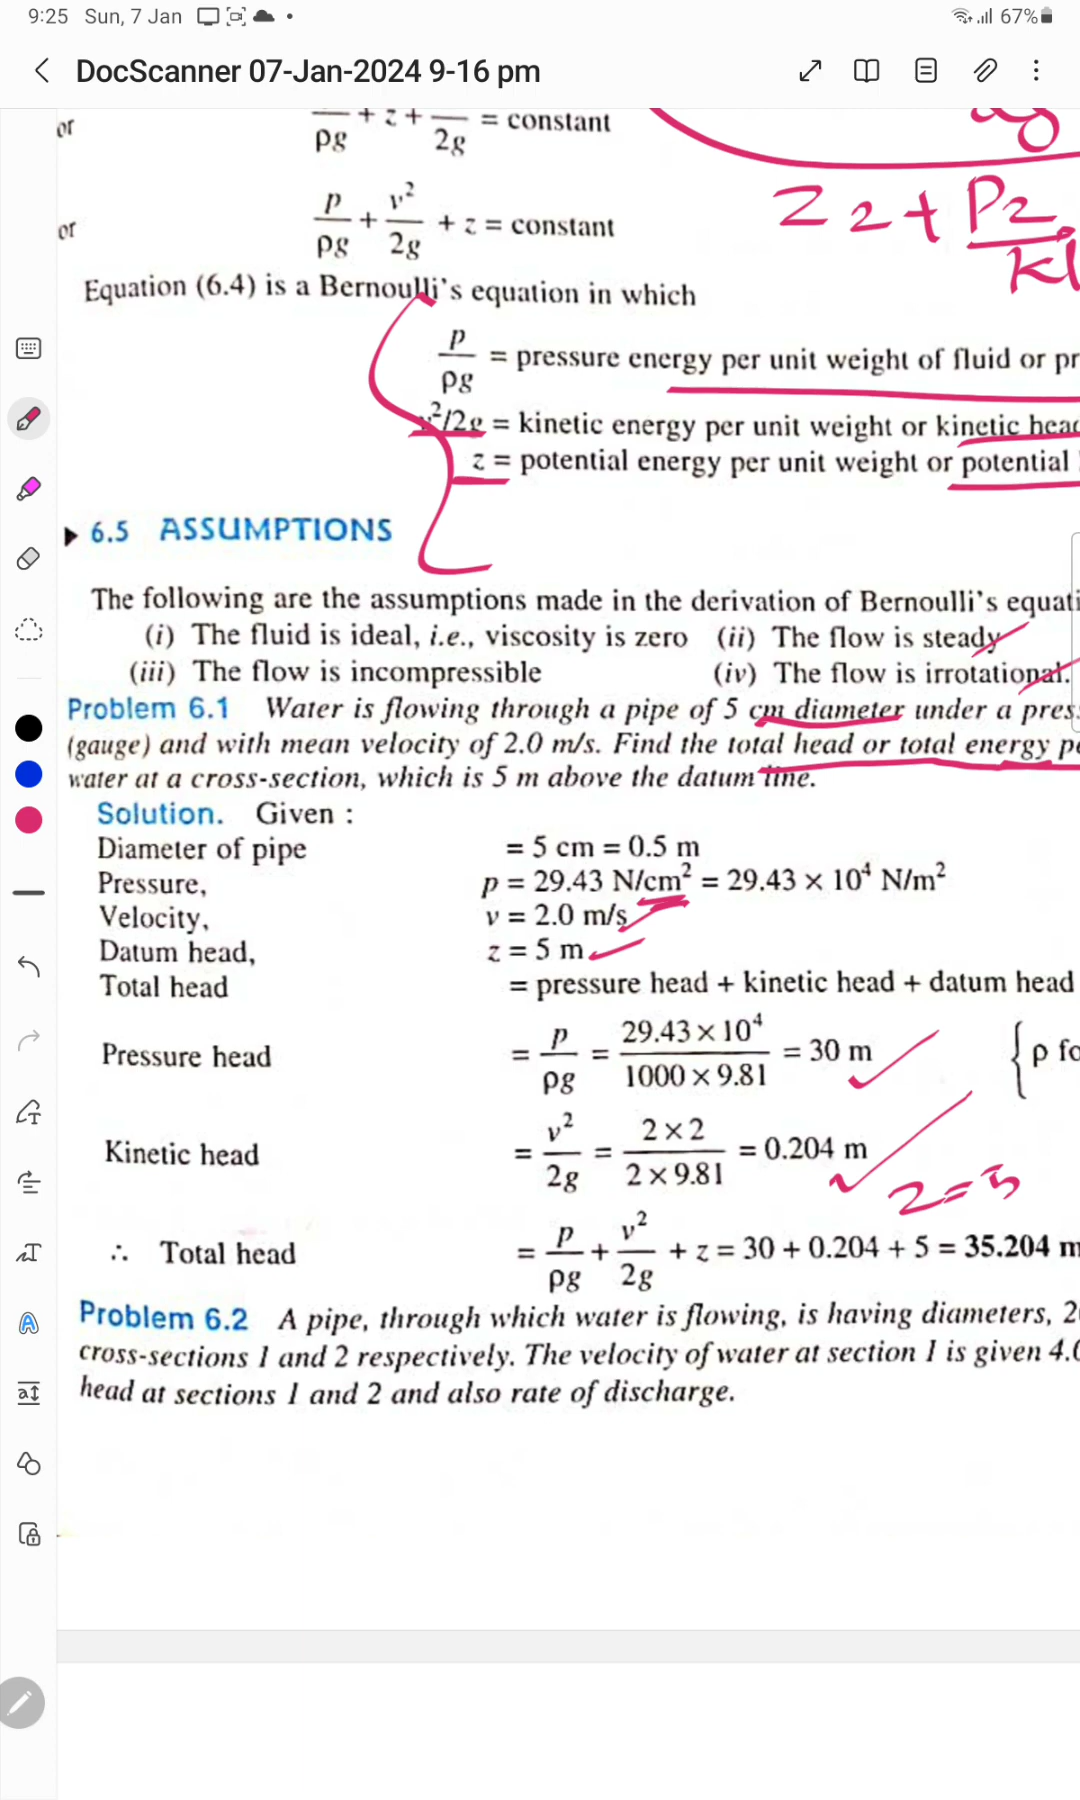 9:25 Sun, 7 Jan 67%
DocScanner 07-Jan-2024 9-16 pm
or ρg + z + 2g = constant
or p/ρg + v²/2g + z = constant
z2 + P2
Equation (6.4) is a Bernoulli's equation in which
p/ρg = pressure energy per unit weight of fluid or pr
v²/2g = kinetic energy per unit weight or kinetic head
z = potential energy per unit weight or potential
6.5 ASSUMPTIONS
The following are the assumptions made in the derivation of Bernoulli's equati
(i) The fluid is ideal, i.e., viscosity is zero (ii) The flow is steady
(iii) The flow is incompressible (iv) The flow is irrotational.
Problem 6.1 Water is flowing through a pipe of 5 cm diameter under a pres
(gauge) and with mean velocity of 2.0 m/s. Find the total head or total energy pe
water at a cross-section, which is 5 m above the datum line.
Solution. Given :
Diameter of pipe = 5 cm = 0.5 m
Pressure, p = 29.43 N/cm² = 29.43 × 10⁴ N/m²
Velocity, v = 2.0 m/s
Datum head, z = 5 m
Total head = pressure head + kinetic head + datum head
Pressure head = p/ρg = 29.43 × 10⁴/1000 × 9.81 = 30 m {ρ fo
Kinetic head = v²/2g = 2 × 2/2 × 9.81 = 0.204 m
z = 5
∴ Total head = p/ρg + v²/2g + z = 30 + 0.204 + 5 = 35.204 m
Problem 6.2 A pipe, through which water is flowing, is having diameters, 2
cross-sections 1 and 2 respectively. The velocity of water at section 1 is given 4.0
head at sections 1 and 2 and also rate of discharge.